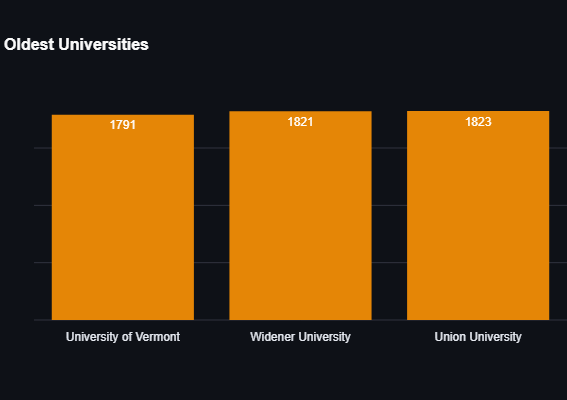 Oldest Universities
1791
1821
1823
University of Vermont
Widener University
Union University